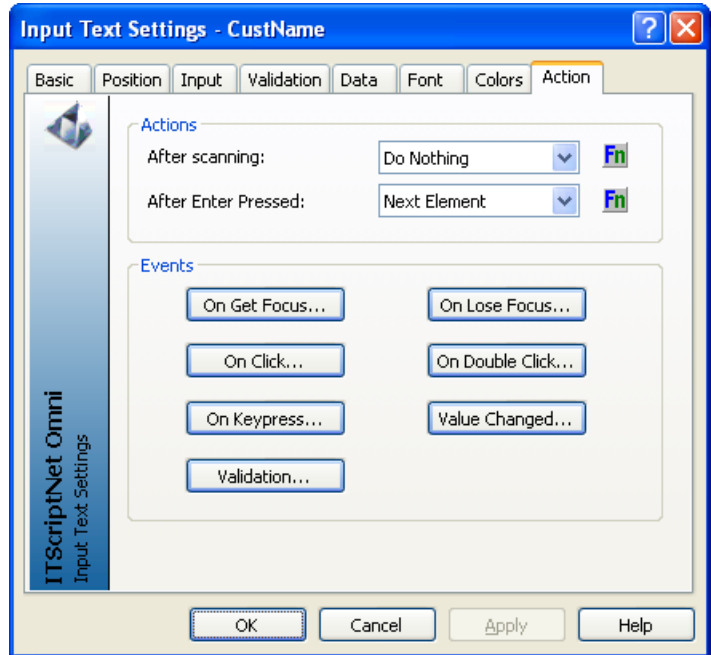 Input Text Settings - CustName
Basic Position Input Validation Data Font Colors Action
Actions
After scanning: Do Nothing Fn
After Enter Pressed: Next Element Fn
Events
On Get Focus... On Lose Focus...
On Click... On Double Click...
On Keypress... Value Changed...
Validation...
ITScriptNet Omni
Input Text Settings
OK Cancel Apply Help